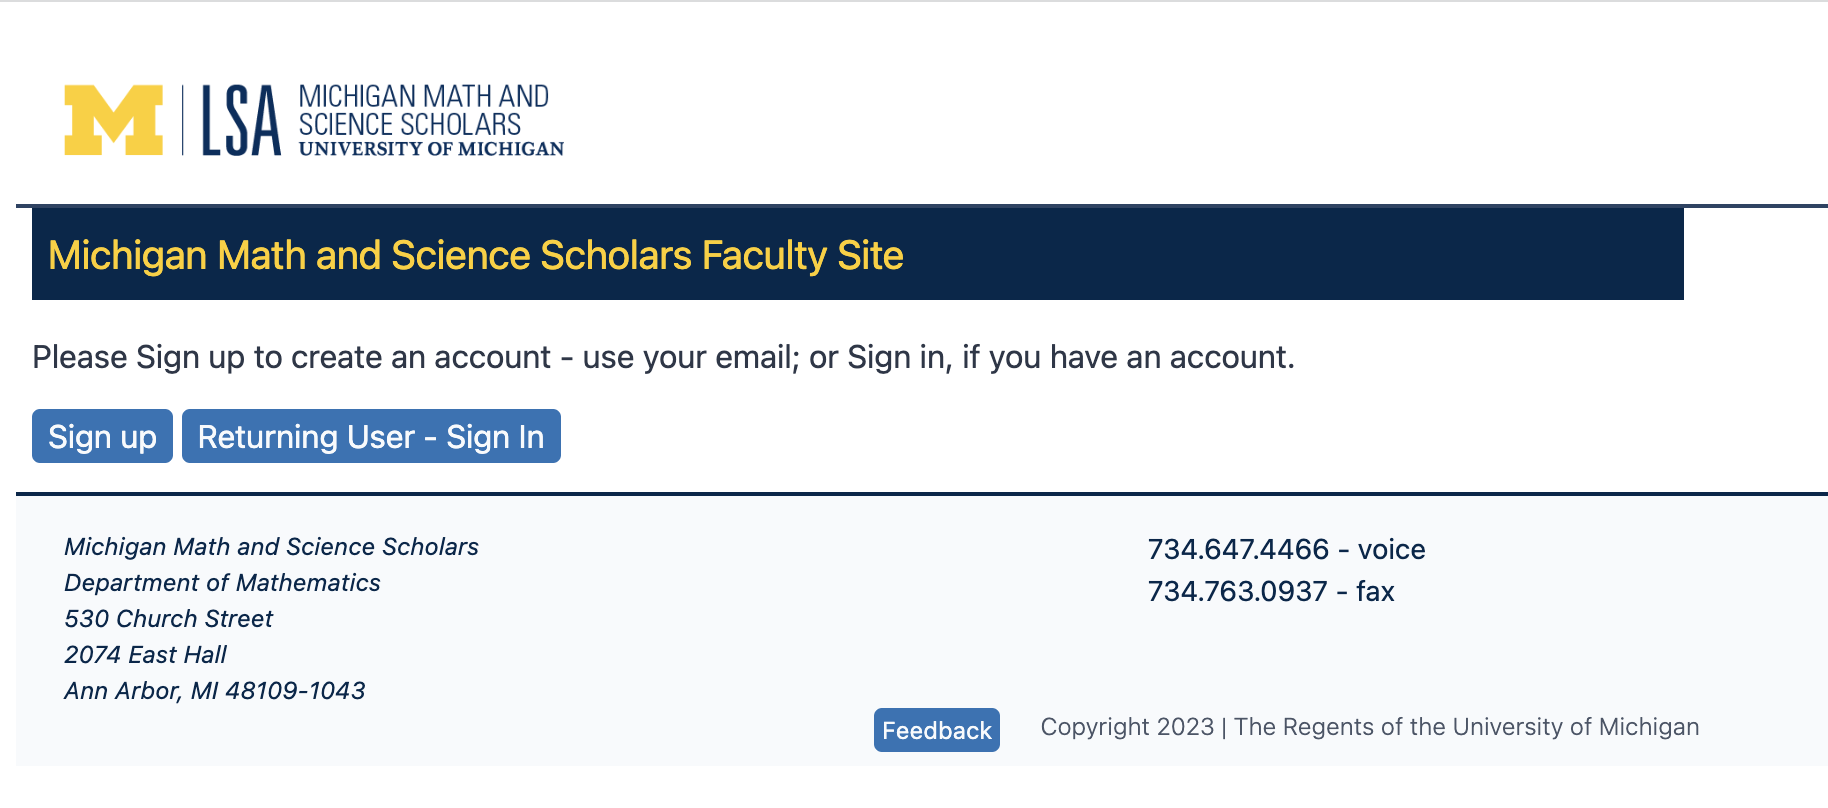 M LSA MICHIGAN MATH AND
SCIENCE SCHOLARS
UNIVERSITY OF MICHIGAN
Michigan Math and Science Scholars Faculty Site
Please Sign up to create an account - use your email; or Sign in, if you have an account.
Sign up Returning User - Sign In
Michigan Math and Science Scholars
Department of Mathematics
530 Church Street
2074 East Hall
Ann Arbor, MI 48109-1043
734.647.4466 - voice
734.763.0937 - fax
Feedback Copyright 2023 | The Regents of the University of Michigan